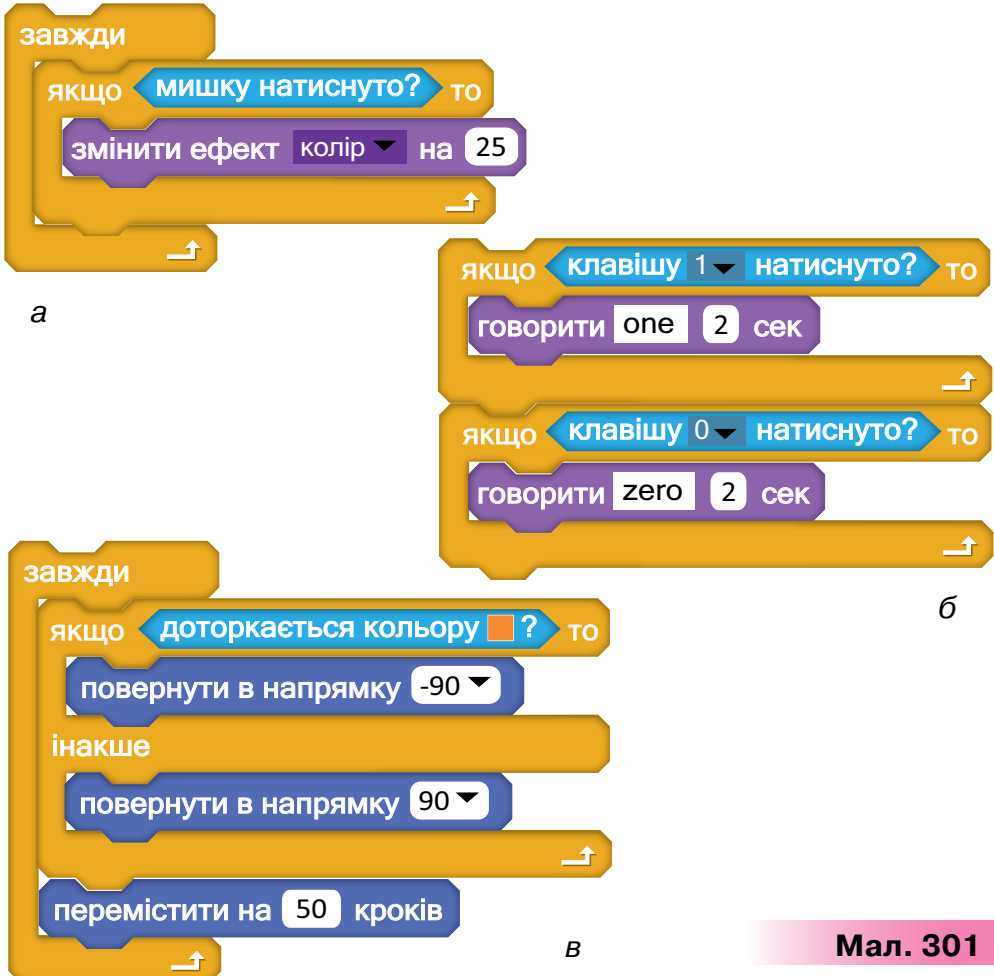 завжди
якщо мишку натиснуто? то
змінити ефект колір на 25
а
якщо клавішу 1 натиснуто? то
говорити one 2 сек
якщо клавішу 0 натиснуто? то
говорити zero 2 сек
б
завжди
якщо доторкається кольору ? то
повернути в напрямку -90
інакше
повернути в напрямку 90
перемістити на 50 кроків
в
Мал. 301